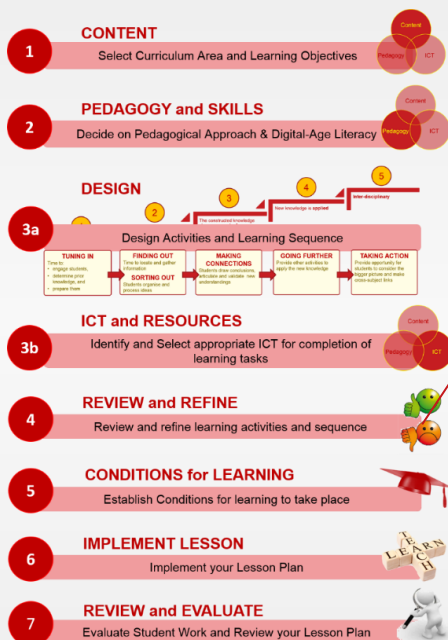 1
CONTENT
Select Curriculum Area and Learning Objectives
Content
Pedagogy
ICT
2
PEDAGOGY and SKILLS
Decide on Pedagogical Approach & Digital-Age Literacy
Content
Pedagogy
ICT
3a
DESIGN
2
3
4
5
The constructed knowledge
New knowledge is applied
Inter-disciplinary
Design Activities and Learning Sequence
TUNING IN
Time to:
• engage students,
• determine prior
knowledge, and
• prepare them
FINDING OUT
Time to locate and gather
information
SORTING OUT
Students organise and
process ideas
MAKING
CONNECTIONS
Students draw conclusions,
articulate and validate new
understandings
GOING FURTHER
Provide other activities to
apply the new knowledge
TAKING ACTION
Provide opportunity for
students to consider the
bigger picture and make
cross-subject links
3b
ICT and RESOURCES
Identify and Select appropriate ICT for completion of
learning tasks
Content
Pedagogy
ICT
4
REVIEW and REFINE
Review and refine learning activities and sequence
5
CONDITIONS for LEARNING
Establish Conditions for learning to take place
6
IMPLEMENT LESSON
Implement your Lesson Plan
TEACH
LEARN
7
REVIEW and EVALUATE
Evaluate Student Work and Review your Lesson Plan